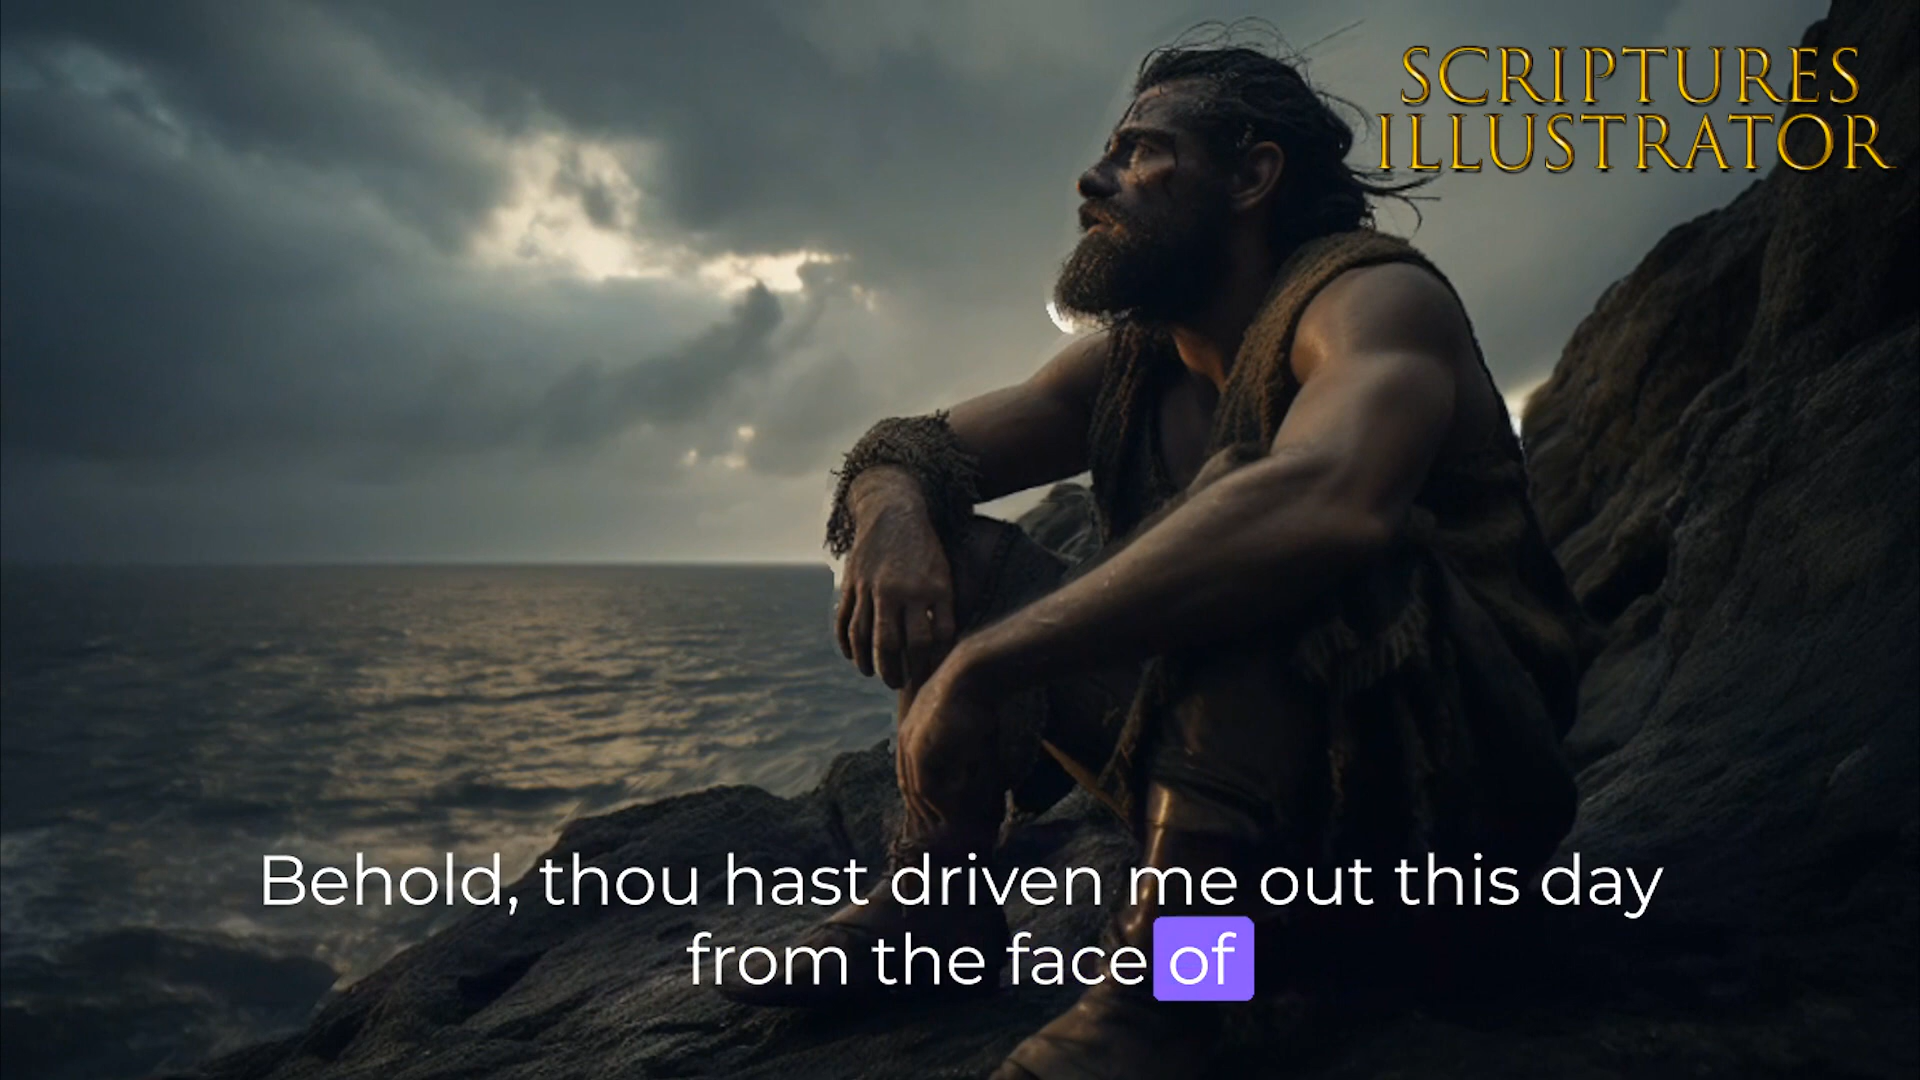 SCRIPTURES
ILLUSTRATOR
Behold, thou hast driven me out this day
from the face of